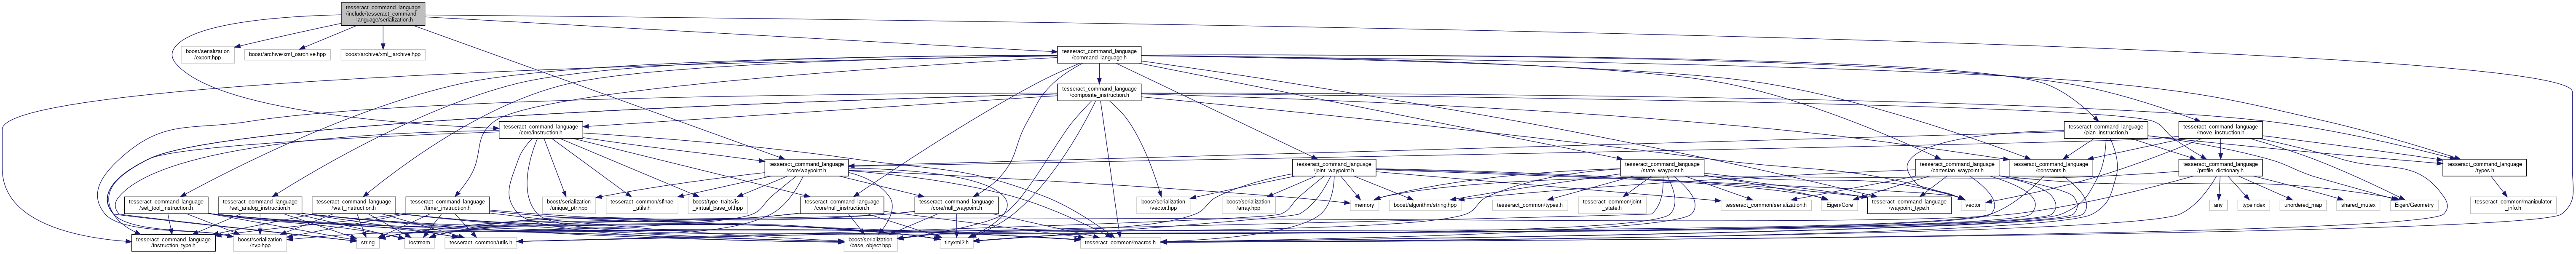 tesseract_command_language
/include/tesseract_command
_language/serialization.h
boost/serialization
/export.hpp
boost/archive/xml_oarchive.hpp
boost/archive/xml_iarchive.hpp
tesseract_command_language
/command_language.h
tesseract_command_language
/composite_instruction.h
tesseract_command_language
/core/instruction.h
tesseract_command_language
/plan_instruction.h
tesseract_command_language
/move_instruction.h
tesseract_command_language
/core/waypoint.h
tesseract_command_language
/joint_waypoint.h
tesseract_command_language
/state_waypoint.h
tesseract_command_language
/cartesian_waypoint.h
tesseract_command_language
/constants.h
tesseract_command_language
/profile_dictionary.h
tesseract_command_language
/types.h
tesseract_command_language
/set_tool_instruction.h
tesseract_command_language
/set_analog_instruction.h
tesseract_command_language
/wait_instruction.h
tesseract_command_language
/timer_instruction.h
boost/serialization
/unique_ptr.hpp
tesseract_common/sfinae
_utils.h
boost/type_traits/is
_virtual_base_of.hpp
tesseract_command_language
/core/null_instruction.h
tesseract_command_language
/core/null_waypoint.h
boost/serialization
/vector.hpp
boost/serialization
/array.hpp
memory
boost/algorithm/string.hpp
tesseract_common/types.h
tesseract_common/joint
_state.h
tesseract_common/serialization.h
Eigen/Core
tesseract_command_language
/waypoint_type.h
vector
any
typeindex
unordered_map
shared_mutex
Eigen/Geometry
tesseract_common/manipulator
_info.h
tesseract_command_language
/instruction_type.h
boost/serialization
/nvp.hpp
string
iostream
tesseract_common/utils.h
boost/serialization
/base_object.hpp
tinyxml2.h
tesseract_common/macros.h